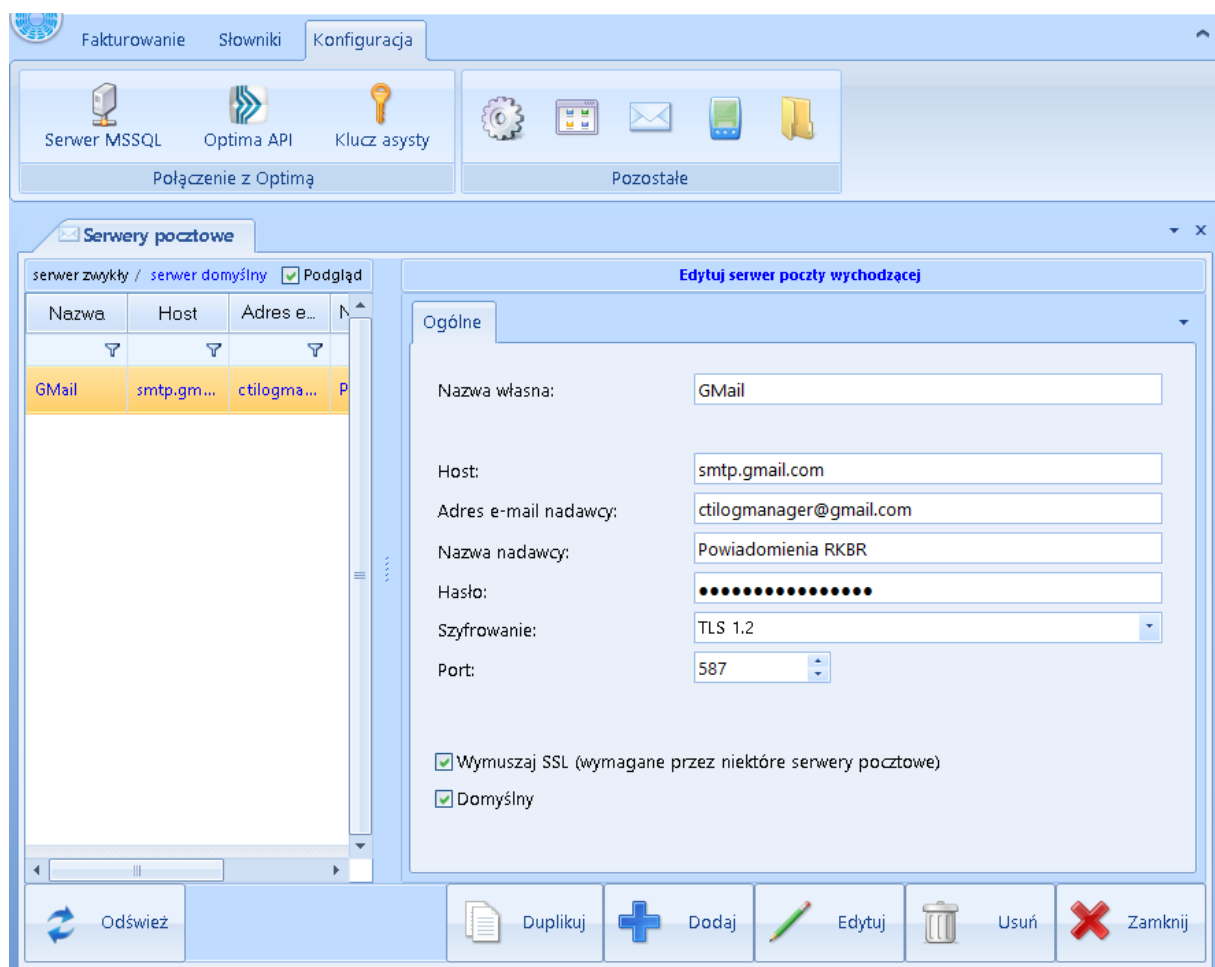 Fakturowanie Słowniki Konfiguracja
Serwer MSSQL Optima API Klucz asysty
Połączenie z Optimą Pozostałe
Serwery pocztowe
serwer zwykły / serwer domyślny Podgląd
Edytuj serwer poczty wychodzącej
Nazwa Host Adres e... N
GMail smtp.gm... ctilogma... P
Ogólne
Nazwa własna: GMail
Host: smtp.gmail.com
Adres e-mail nadawcy: ctilogmanager@gmail.com
Nazwa nadawcy: Powiadomienia RKBR
Hasło: ●●●●●●●●●●●●●●●●
Szyfrowanie: TLS 1.2
Port: 587
Wymuszaj SSL (wymagane przez niektóre serwery pocztowe)
Domyślny
Odśwież Duplikuj Dodaj Edytuj Usuń Zamknij